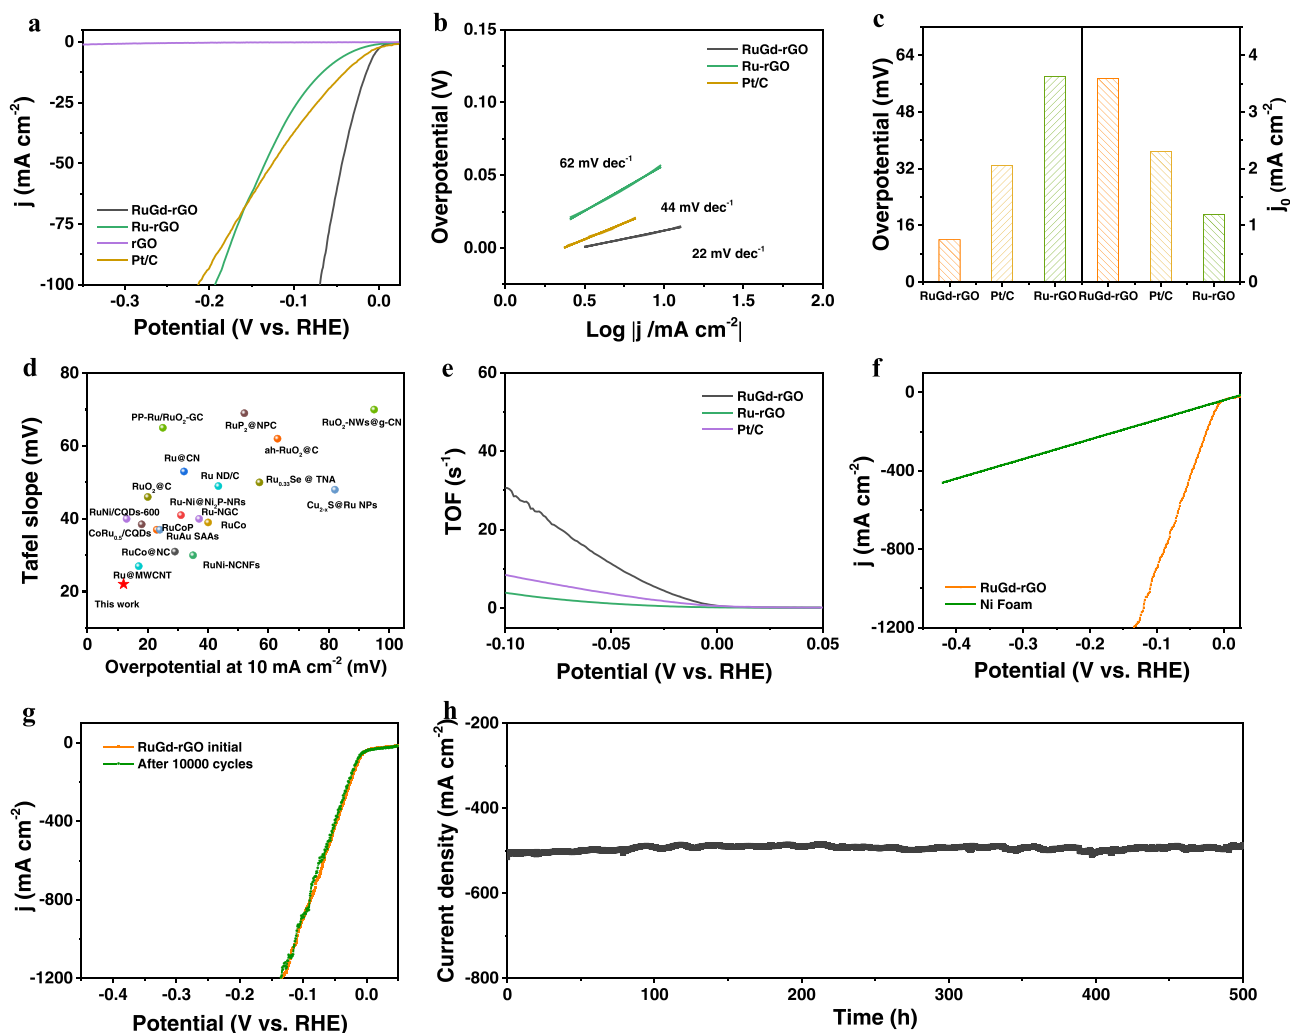 a
0
-25
-50
-75
-100
j (mA cm⁻²)
RuGd-rGO
Ru-rGO
rGO
Pt/C
-0.3 -0.2 -0.1 0.0
Potential (V vs. RHE)
b
0.15
0.10
0.05
0.00
Overpotential (V)
RuGd-rGO
Ru-rGO
Pt/C
62 mV dec⁻¹
44 mV dec⁻¹
22 mV dec⁻¹
0.0 0.5 1.0 1.5 2.0
Log |j /mA cm⁻²|
c
64
48
32
16
0
Overpotential (mV)
4
3
2
1
0
j₀ (mA cm⁻²)
RuGd-rGO Pt/C Ru-rGO RuGd-rGO Pt/C Ru-rGO
d
80
60
40
20
Tafel slope (mV)
PP-Ru/RuO₂-GC
RuP₂@NPC
RuO₂-NWs@g-CN
ah-RuO₂@C
Ru@CN
Ru ND/C
Ru₀.₃₃Se @ TNA
RuO₂@C
Cu₂₋ₓS@Ru NPs
Ru-Ni@Ni₂P-NRs
RuNi/CQDs-600
Ru-NGC
RuCoP
RuCo
CoRu₀.₅/CQDs
RuAu SAAs
RuCo@NC
RuNi-NCNFs
Ru@MWCNT
This work
0 20 40 60 80 100
Overpotential at 10 mA cm⁻² (mV)
e
60
40
20
0
TOF (s⁻¹)
RuGd-rGO
Ru-rGO
Pt/C
-0.10 -0.05 0.00 0.05
Potential (V vs. RHE)
f
0
-400
-800
-1200
j (mA cm⁻²)
RuGd-rGO
Ni Foam
-0.4 -0.3 -0.2 -0.1 0.0
Potential (V vs. RHE)
g
0
-400
-800
-1200
j (mA cm⁻²)
RuGd-rGO initial
After 10000 cycles
-0.4 -0.3 -0.2 -0.1 0.0
Potential (V vs. RHE)
h
-200
-400
-600
-800
Current density (mA cm⁻²)
0 100 200 300 400 500
Time (h)